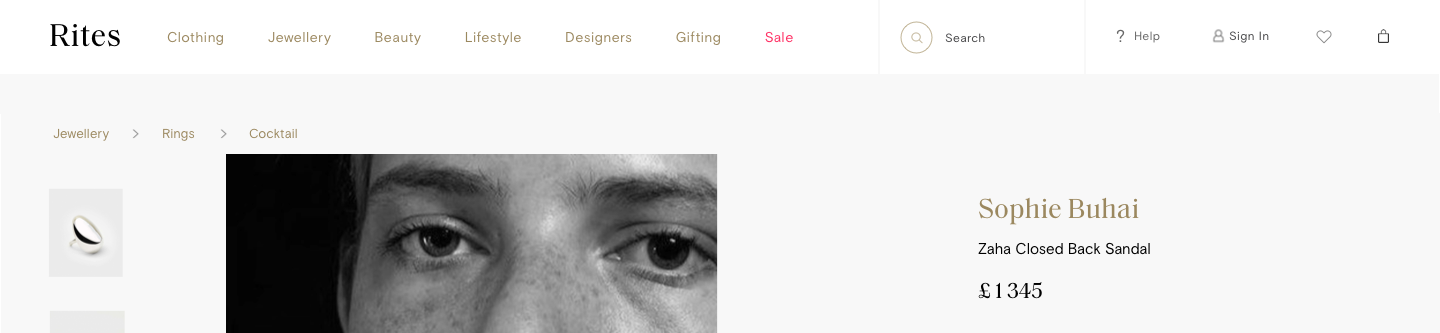 Rites Clothing Jewellery Beauty Lifestyle Designers Gifting Sale Search ? Help Sign In
Jewellery > Rings > Cocktail
Sophie Buhai
Zaha Closed Back Sandal
£1345